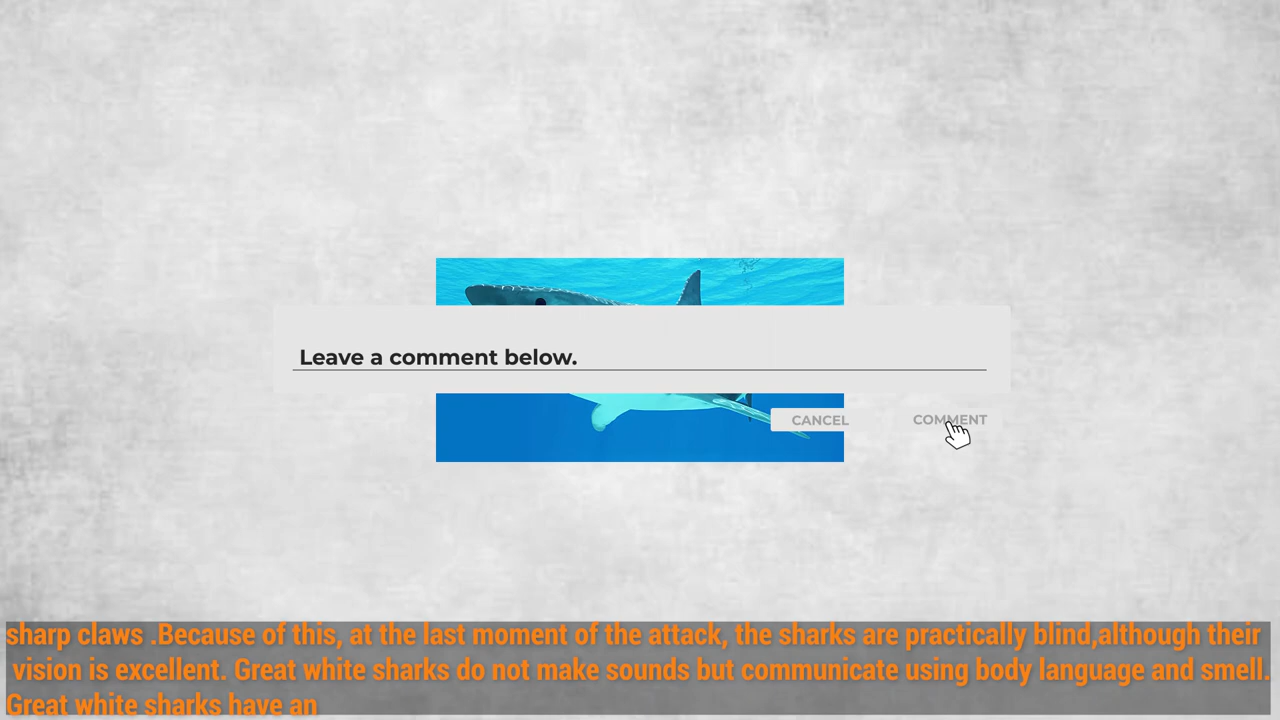 Leave a comment below.
CANCEL
COMMENT
sharp claws .Because of this, at the last moment of the attack, the sharks are practically blind,although their
vision is excellent. Great white sharks do not make sounds but communicate using body language and smell.
Great white sharks have an